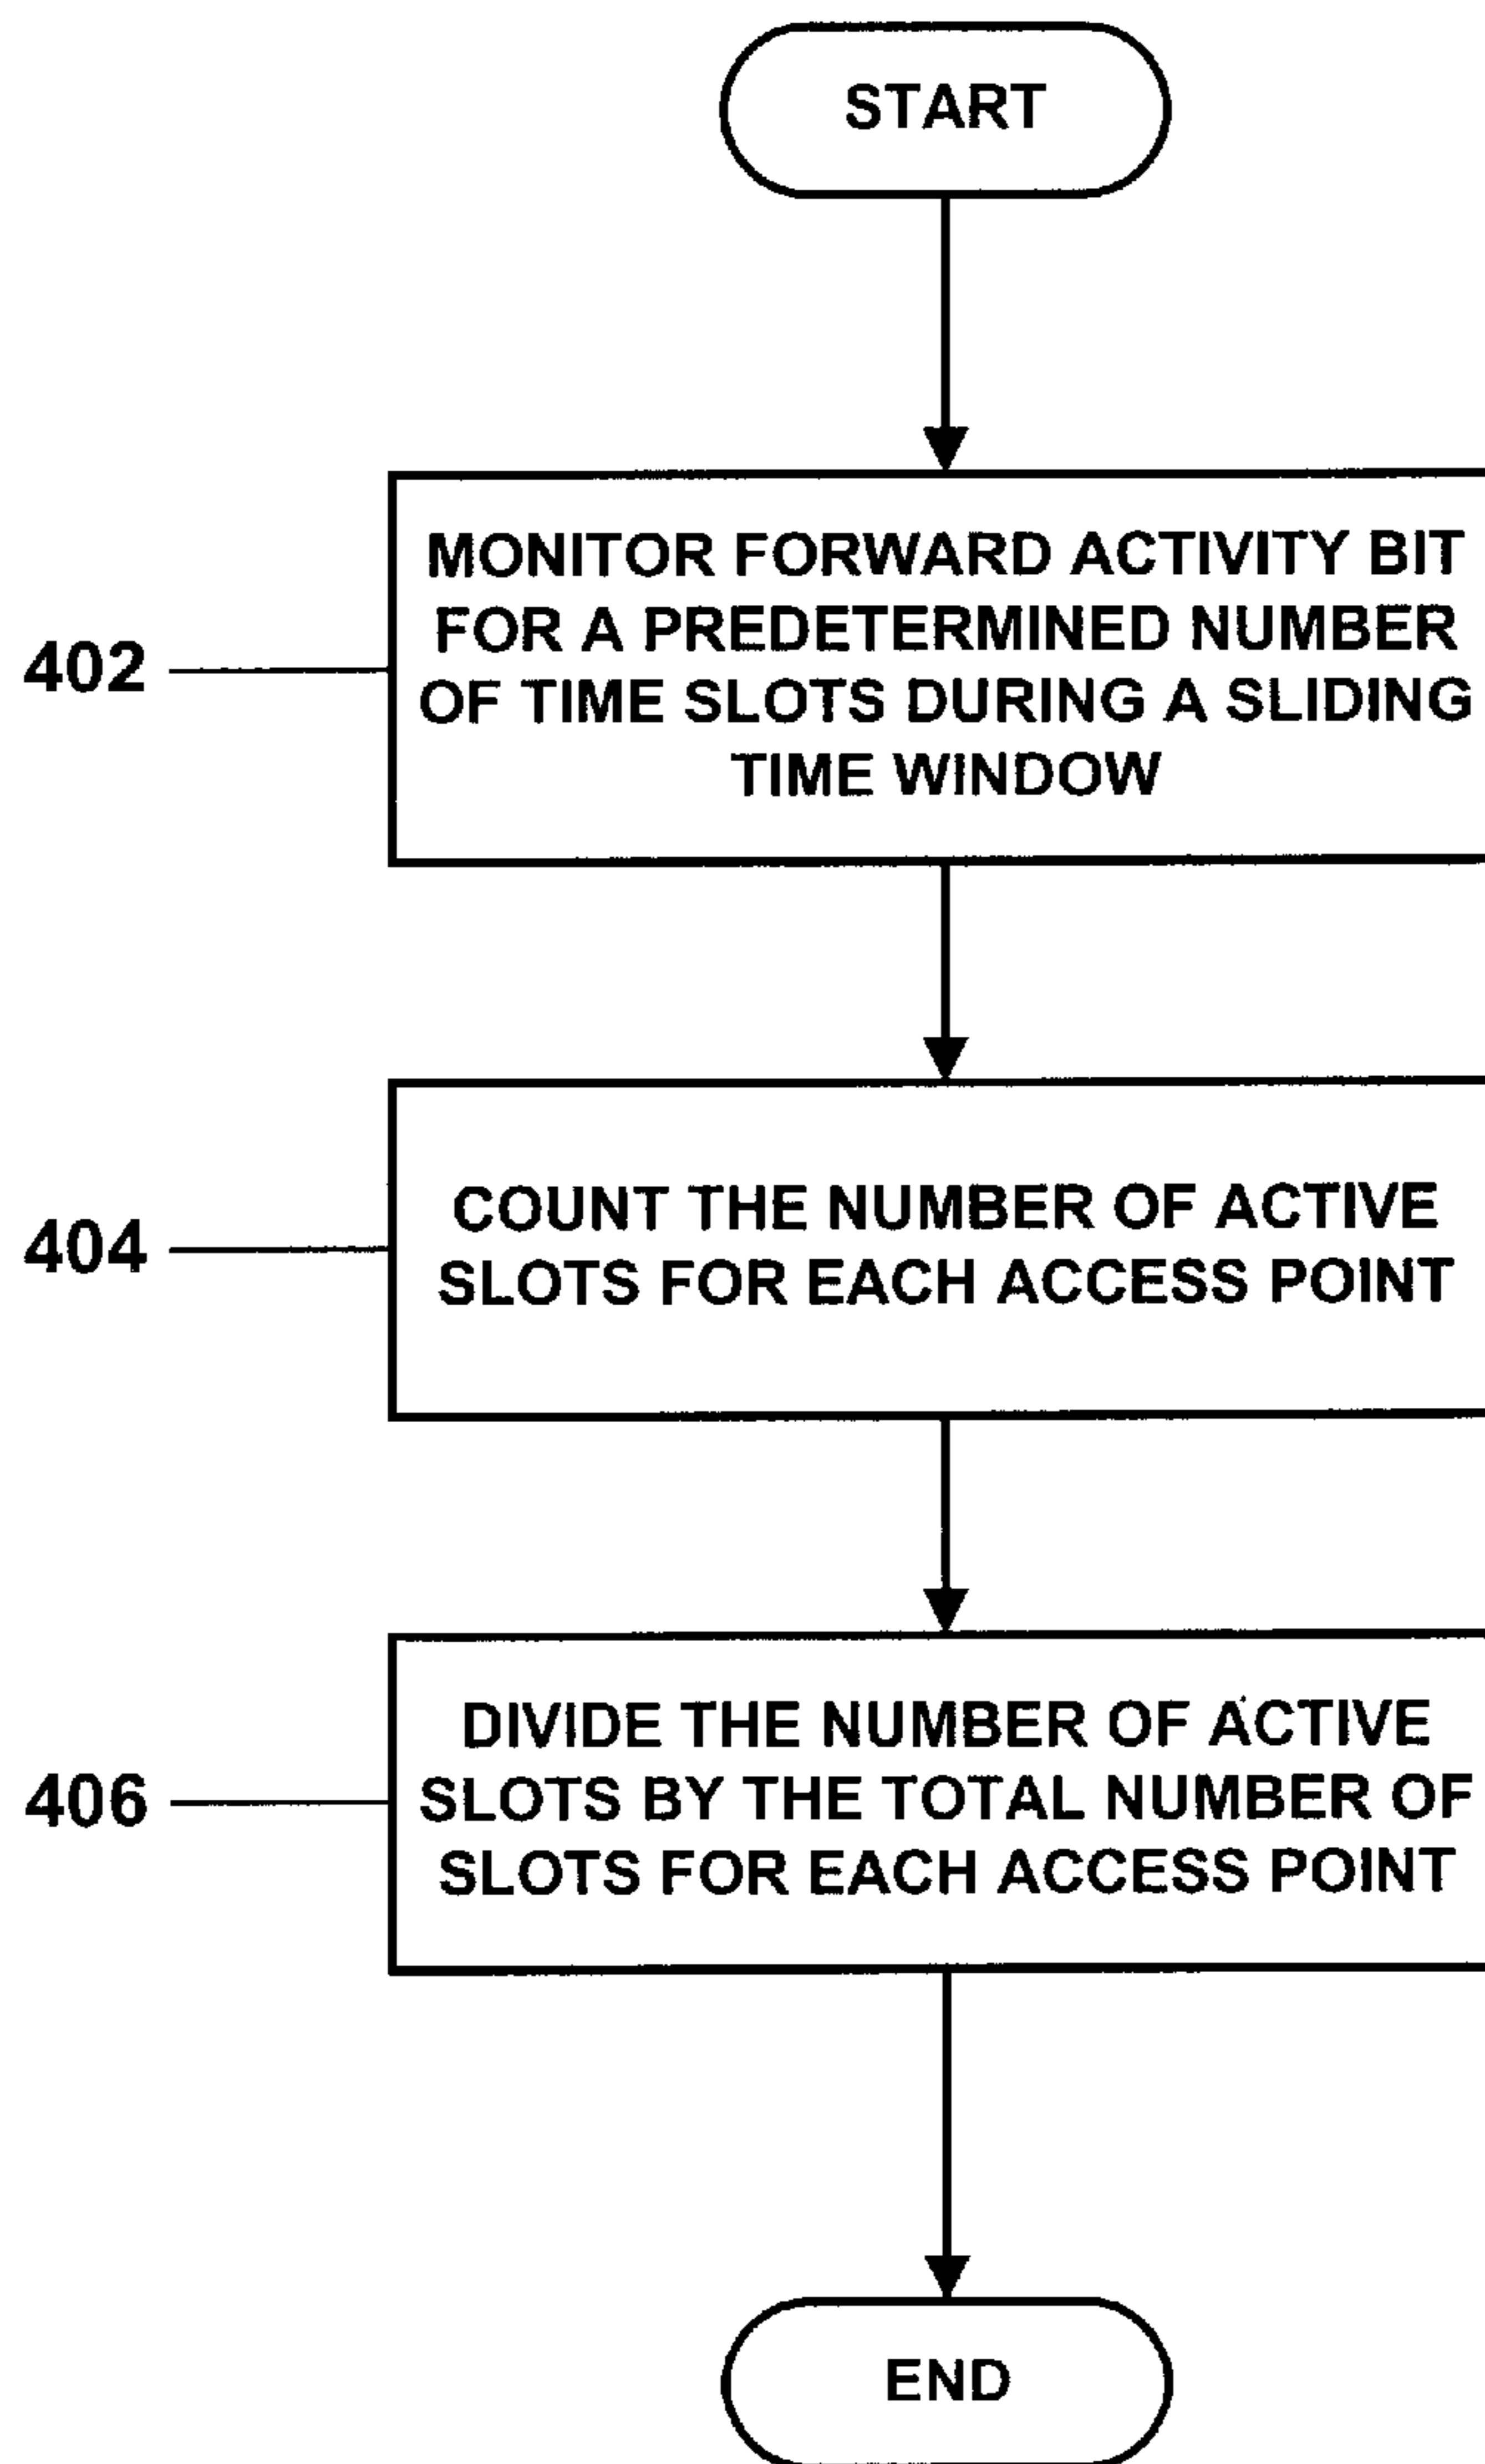 START
MONITOR FORWARD ACTIVITY BIT
FOR A PREDETERMINED NUMBER
402
OF TIME SLOTS DURING A SLIDING
TIME WINDOW
COUNT THE NUMBER OF ACTIVE
404
SLOTS FOR EACH ACCESS POINT
DIVIDE THE NUMBER OF ACTIVE
406
SLOTS BY THE TOTAL NUMBER OF
SLOTS FOR EACH ACCESS POINT
END